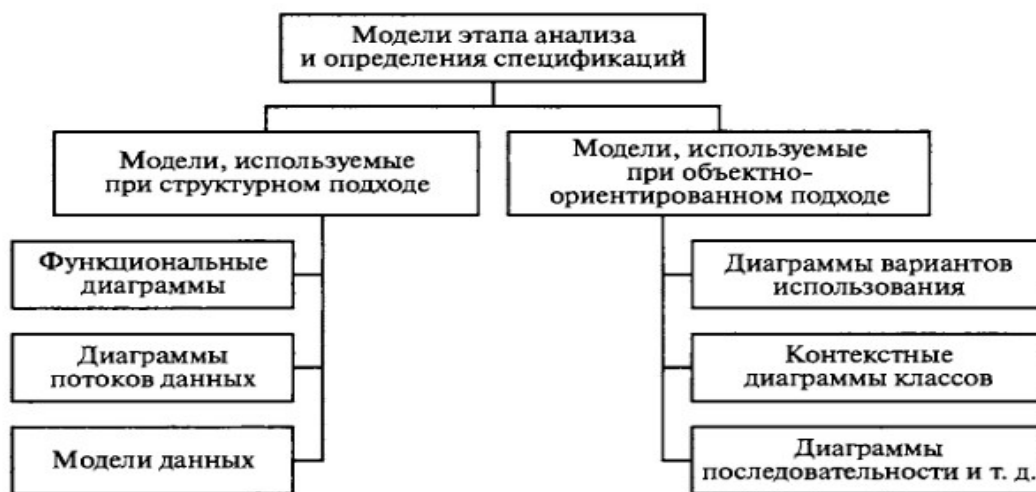 Модели этапа анализа
и определения спецификаций
Модели, используемые
при структурном подходе
Модели, используемые
при объектно-
ориентированном подходе
Функциональные
диаграммы
Диаграммы
потоков данных
Модели данных
Диаграммы вариантов
использования
Контекстные
диаграммы классов
Диаграммы
последовательности и т. д.